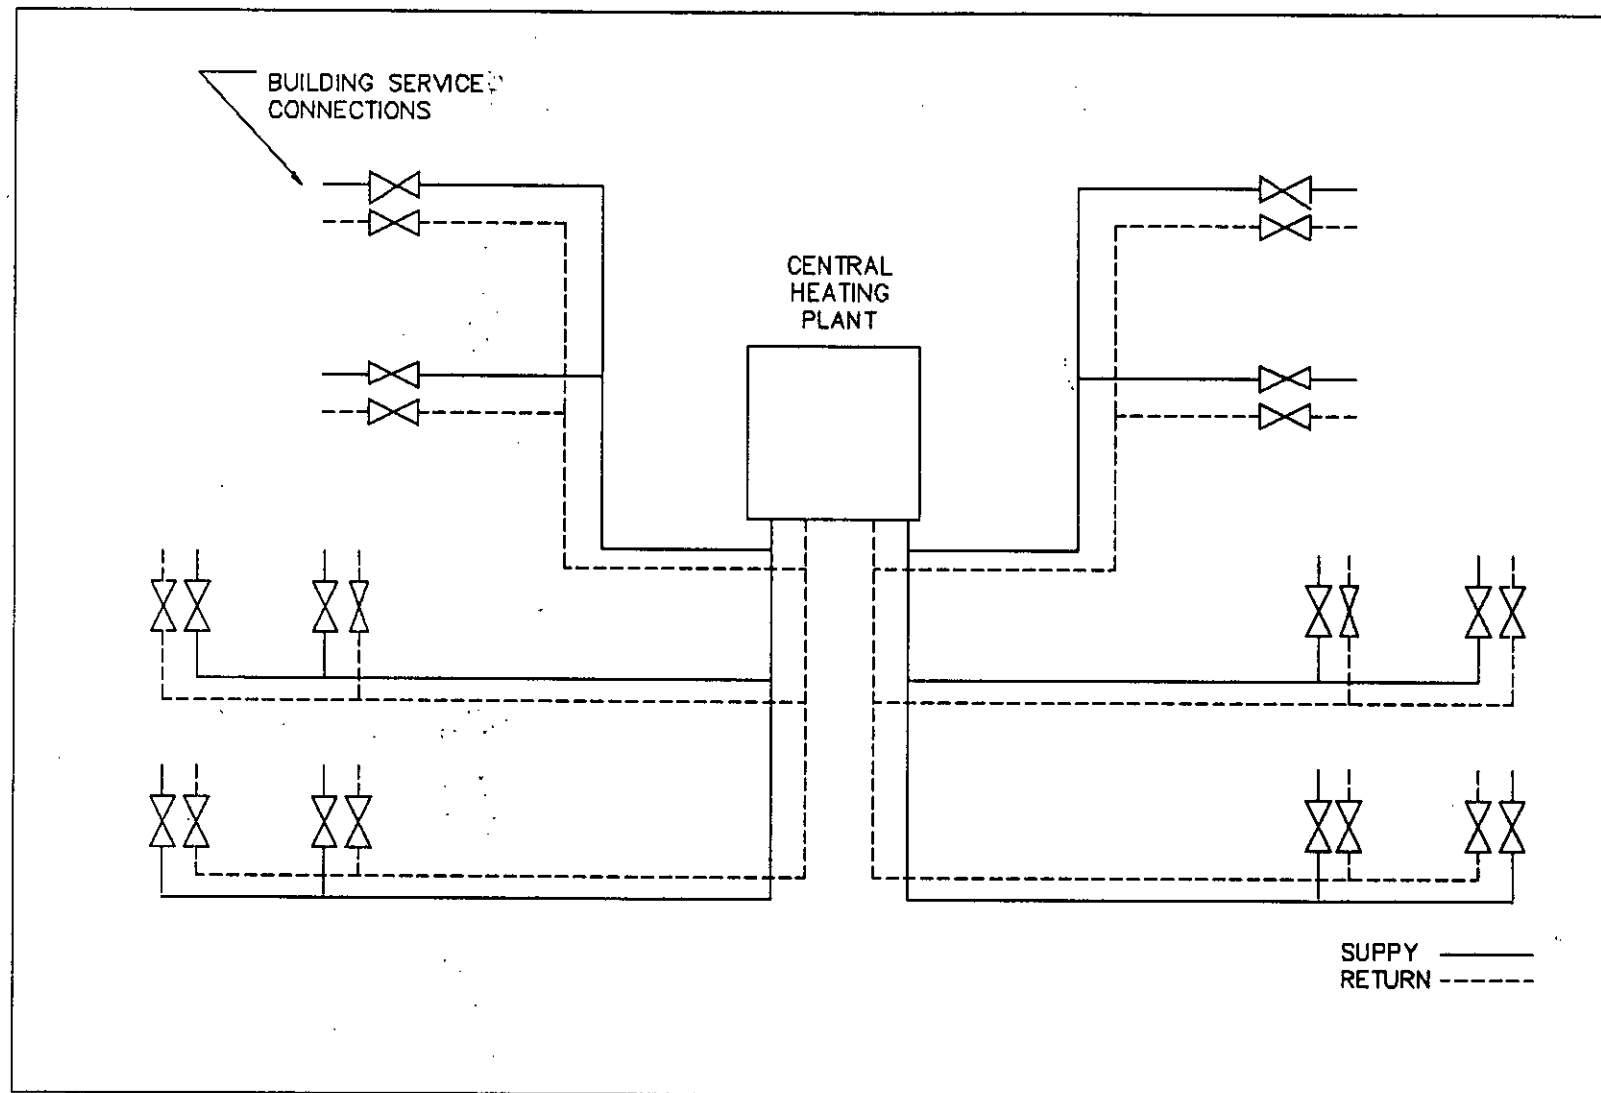 BUILDING SERVICE
CONNECTIONS
CENTRAL
HEATING
PLANT
SUPPY
RETURN